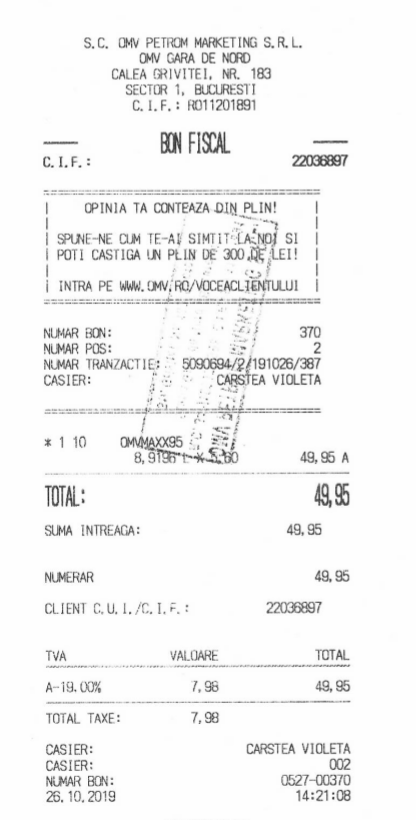 S.C. OMV PETROM MARKETING S.R.L.
OMV GARA DE NORD
CALEA GRIVITEI, NR. 183
SECTOR 1, BUCURESTI
C.I.F.: RO11201891
BON FISCAL
C.I.F.: 22036897
OPINIA TA CONTEAZA DIN PLIN!
SPUNE-NE CUM TE-AI SIMTIT LA NOI SI
POTI CASTIGA UN PLIN DE 300 DE LEI!
INTRA PE WWW.OMV.RO/VOCEACLIENTULUI
NUMAR BON: 370
NUMAR POS: 2
NUMAR TRANZACTIE: 5090694/2/191026/387
CASIER: CARSTEA VIOLETA
* 1 10 OMVMAXX95
8,9196 L X 5,60 49,95 A
TOTAL: 49,95
SUMA INTREAGA: 49,95
NUMERAR 49,95
CLIENT C.U.I./C.I.F.: 22036897
TVA VALOARE TOTAL
A-19.00% 7,98 49,95
TOTAL TAXE: 7,98
CASIER: CARSTEA VIOLETA
CASIER: 002
NUMAR BON: 0527-00370
26.10.2019 14:21:08